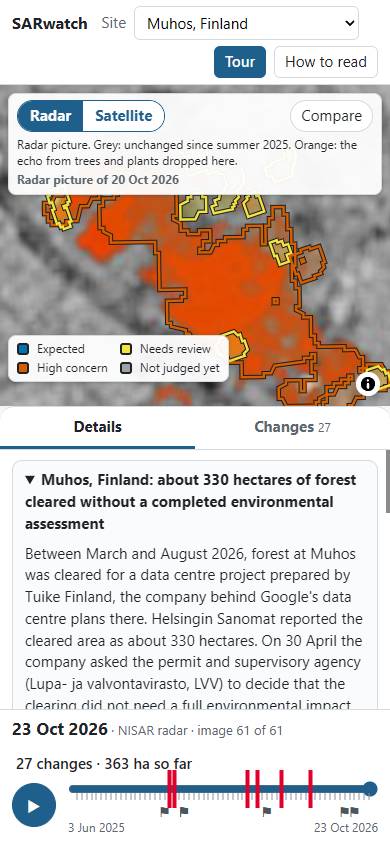 SARwatch Site Muhos, Finland
Tour How to read
Radar Satellite Compare
Radar picture. Grey: unchanged since summer 2025. Orange: the
echo from trees and plants dropped here.
Radar picture of 20 Oct 2026
Expected Needs review
High concern Not judged yet
Details Changes 27
▼ Muhos, Finland: about 330 hectares of forest
cleared without a completed environmental
assessment
Between March and August 2026, forest at Muhos
was cleared for a data centre project prepared by
Tuike Finland, the company behind Google's data
centre plans there. Helsingin Sanomat reported the
cleared area as about 330 hectares. On 30 April the
company asked the permit and supervisory agency
(Lupa- ja valvontavirasto, LVV) to decide that the
clearing did not need a full environmental impact
23 Oct 2026 · NISAR radar · image 61 of 61
27 changes · 363 ha so far
3 Jun 2025 23 Oct 2026